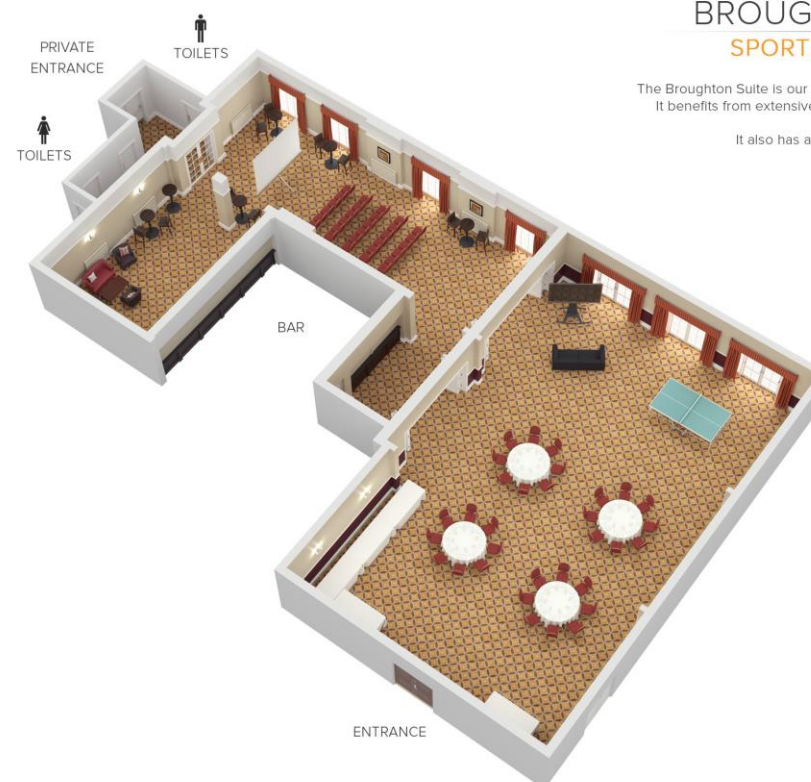 BROUG
SPORT
The Broughton Suite is our
It benefits from extensive
It also has a
PRIVATE
ENTRANCE
TOILETS
TOILETS
BAR
ENTRANCE